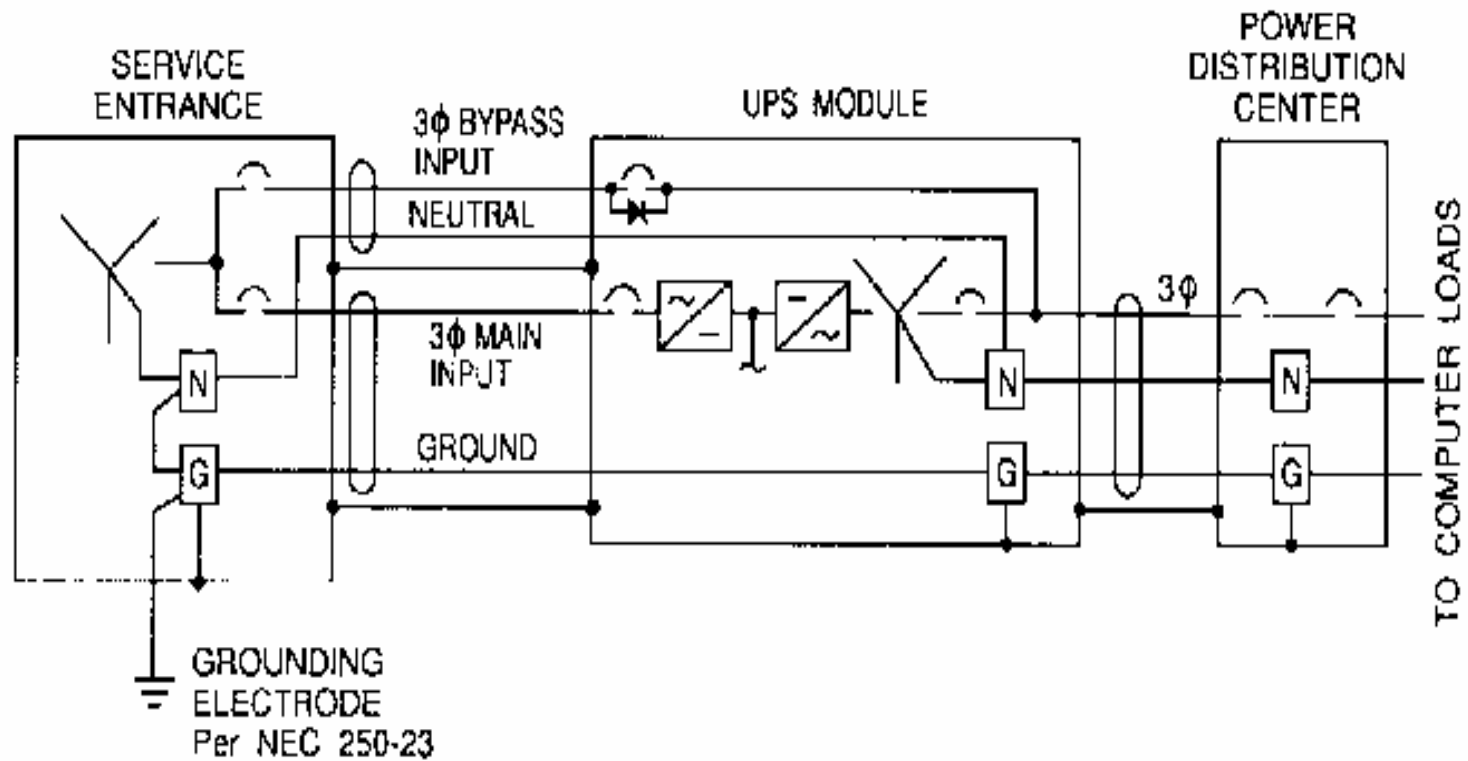 SERVICE
ENTRANCE
3ϕ BYPASS
INPUT
NEUTRAL
UPS MODULE
POWER
DISTRIBUTION
CENTER
3ϕ MAIN
INPUT
3ϕ
N
N
N
GROUND
G
G
G
TO COMPUTER LOADS
GROUNDING
ELECTRODE
Per NEC 250-23